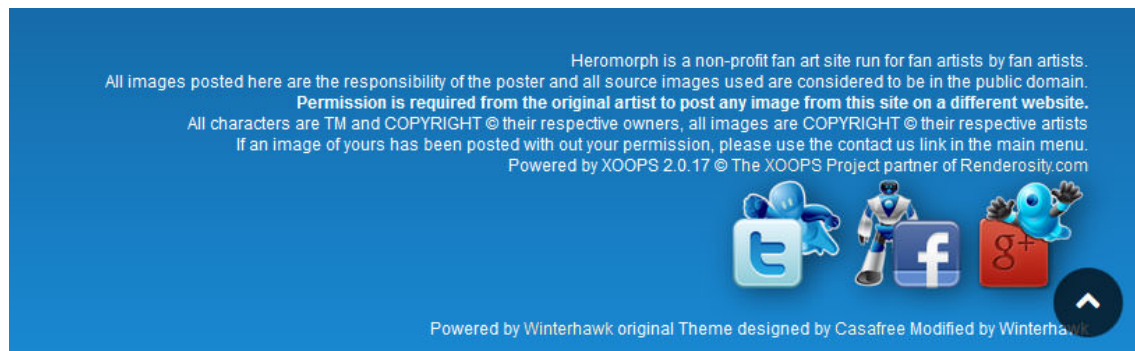 Heromorph is a non-profit fan art site run for fan artists by fan artists.
All images posted here are the responsibility of the poster and all source images used are considered to be in the public domain.
Permission is required from the original artist to post any image from this site on a different website.
All characters are TM and COPYRIGHT © their respective owners, all images are COPYRIGHT © their respective artists
If an image of yours has been posted with out your permission, please use the contact us link in the main menu.
Powered by XOOPS 2.0.17 © The XOOPS Project partner of Renderosity.com
t f g+
Powered by Winterhawk original Theme designed by Casafree Modified by Winterhawk